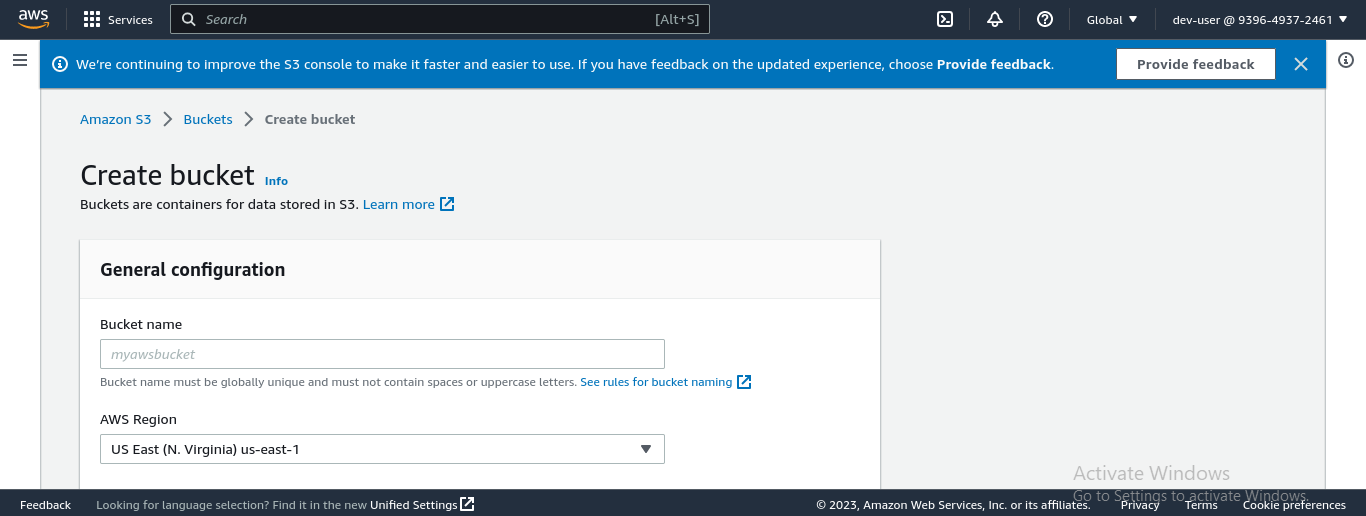 aws Services Search [Alt+S] Global dev-user @ 9396-4937-2461
We're continuing to improve the S3 console to make it faster and easier to use. If you have feedback on the updated experience, choose Provide feedback. Provide feedback
Amazon S3 Buckets Create bucket
Create bucket Info
Buckets are containers for data stored in S3. Learn more
General configuration
Bucket name
myawsbucket
Bucket name must be globally unique and must not contain spaces or uppercase letters. See rules for bucket naming
AWS Region
US East (N. Virginia) us-east-1
Activate Windows
Go to Settings to activate Windows.
Feedback Looking for language selection? Find it in the new Unified Settings © 2023, Amazon Web Services, Inc. or its affiliates. Privacy Terms Cookie preferences